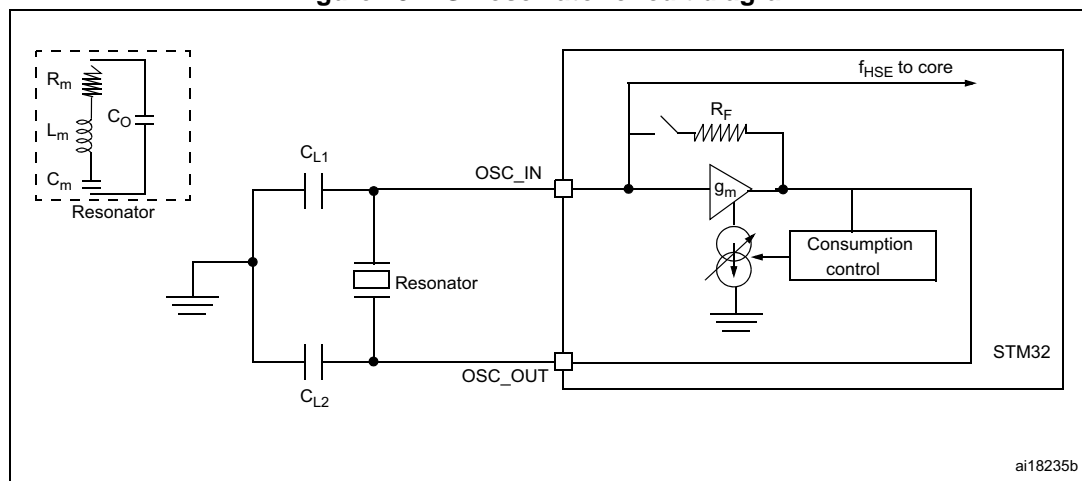 fHSE to core
Rm
RF
Lm
CO
CL1
Cm
OSC_IN
gm
Resonator
Consumption
control
Resonator
STM32
OSC_OUT
CL2
ai18235b